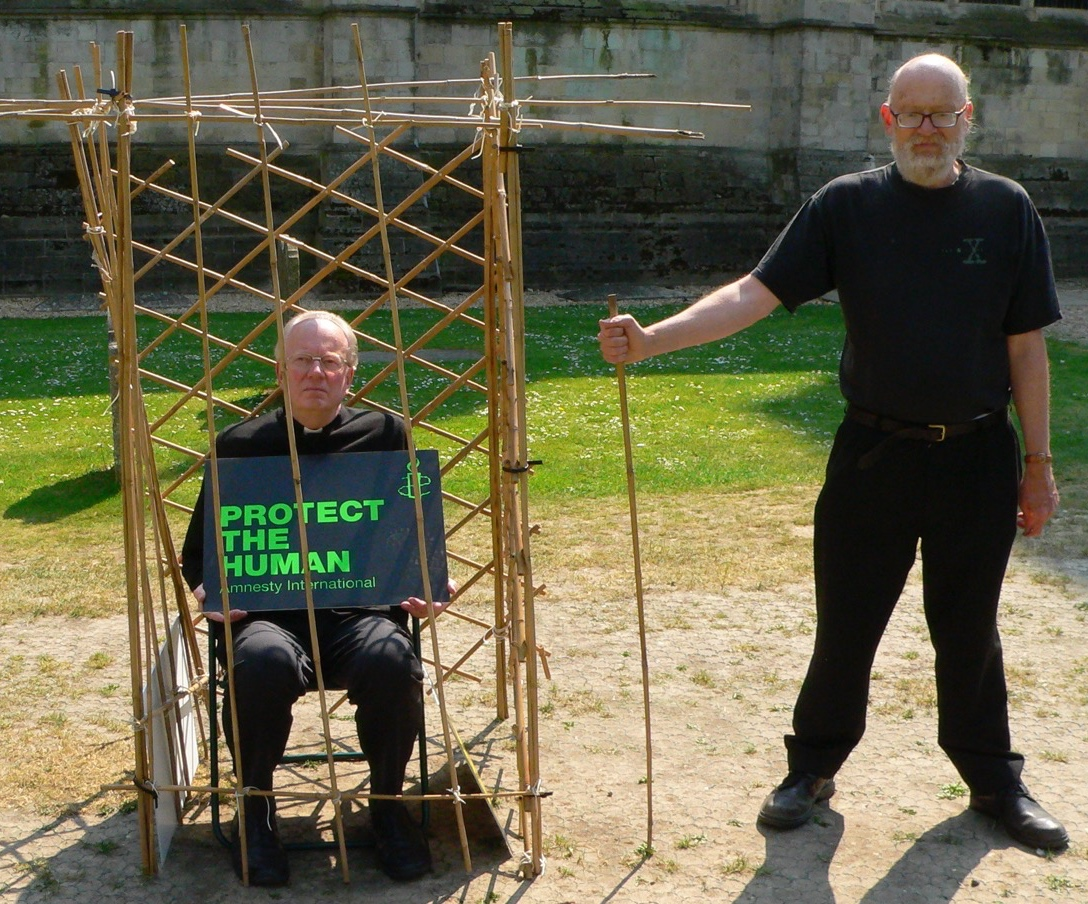 PROTECT
THE
HUMAN
Amnesty International
X